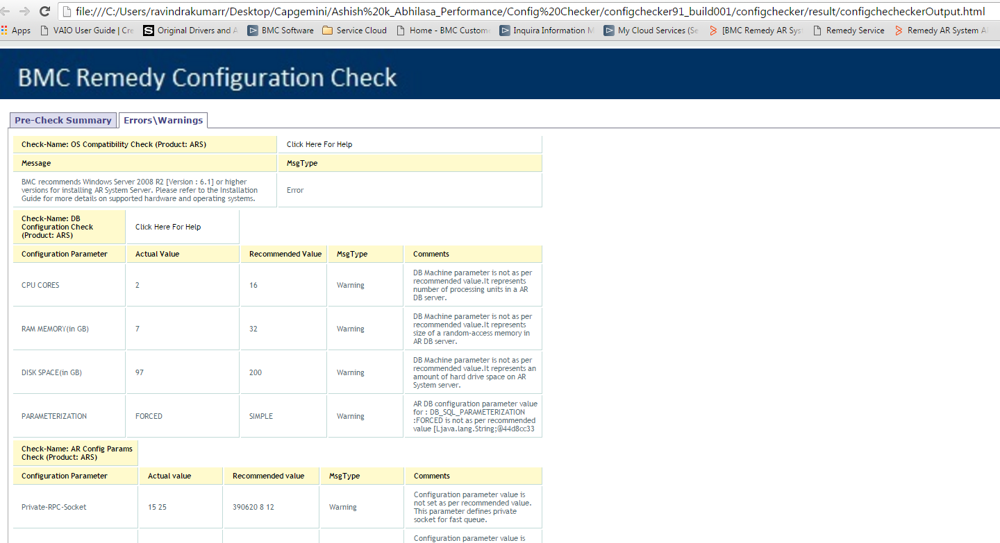 file:///C:/Users/ravindrakumarr/Desktop/Capgemini/Ashish%20k_Abhilasa_Performance/Config%20Checker/configchecker91_build001/configchecker/result/configchecheckerOutput.html
Apps VAIO User Guide | Cre Original Drivers and A BMC Software Service Cloud Home - BMC Custome Inquira Information M My Cloud Services (Se [BMC Remedy AR Sys Remedy Service Remedy AR System A
BMC Remedy Configuration Check
Pre-Check Summary Errors\Warnings
Check-Name: OS Compatibility Check (Product: ARS) Click Here For Help
Message MsgType
BMC recommends Windows Server 2008 R2 [Version : 6.1] or higher
versions for installing AR System Server. Please refer to the Installation
Guide for more details on supported hardware and operating systems.
Error
Check-Name: DB
Configuration Check
(Product: ARS)
Click Here For Help
Configuration Parameter Actual Value Recommended Value MsgType Comments
CPU CORES 2 16 Warning
DB Machine parameter is not as per
recommended value.It represents
number of processing units in a AR
DB server.
RAM MEMORY(in GB) 7 32 Warning
DB Machine parameter is not as per
recommended value.It represents
size of a random-access memory in
AR DB server.
DISK SPACE(in GB) 97 200 Warning
DB Machine parameter is not as per
recommended value.It represents an
amount of hard drive space on AR
System server.
PARAMETERIZATION FORCED SIMPLE Warning
AR DB configuration parameter value
for : DB_SQL_PARAMETERIZATION
:FORCED is not as per recommended
value [Ljava.lang.String;@44d8cc33
Check-Name: AR Config Params
Check (Product: ARS)
Configuration Parameter Actual value Recommended value MsgType Comments
Private-RPC-Socket 15 25 390620 8 12 Warning
Configuration parameter value is
not set as per recommended value.
This parameter defines private
socket for fast queue.
Configuration parameter value is